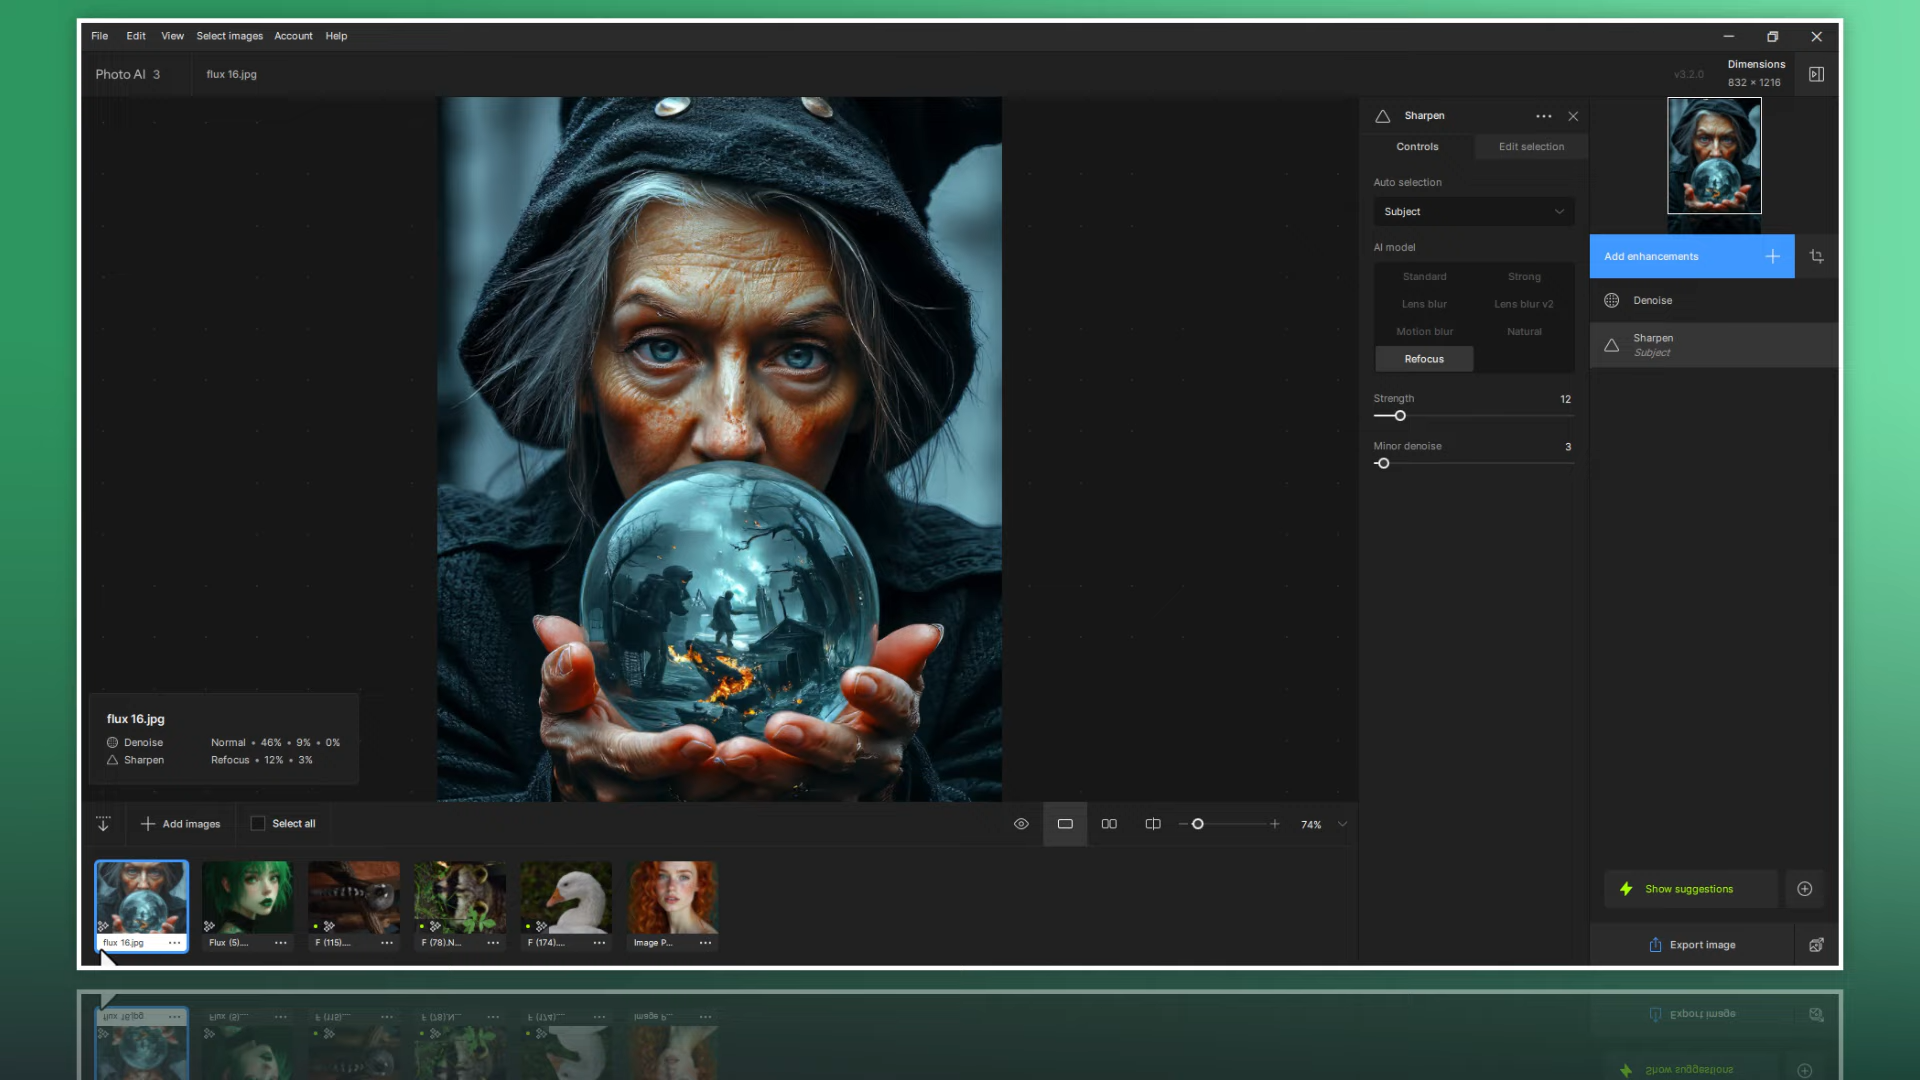 File Edit View Select images Account Help
Photo AI 3 flux 16.jpg v3.2.0 Dimensions
832 × 1216
Sharpen
Controls Edit selection
Auto selection
Subject
AI model
Standard Strong
Lens blur Lens blur v2
Motion blur Natural
Refocus
Strength 12
Minor denoise 3
Add enhancements
Denoise
Sharpen
Subject
flux 16.jpg
Denoise Normal • 46% • 9% • 0%
Sharpen Refocus • 12% • 3%
Add images Select all 74%
flux 16.jpg Flux (5).... F (115).... F (78).N... F (174).... Image P...
Show suggestions
Export image